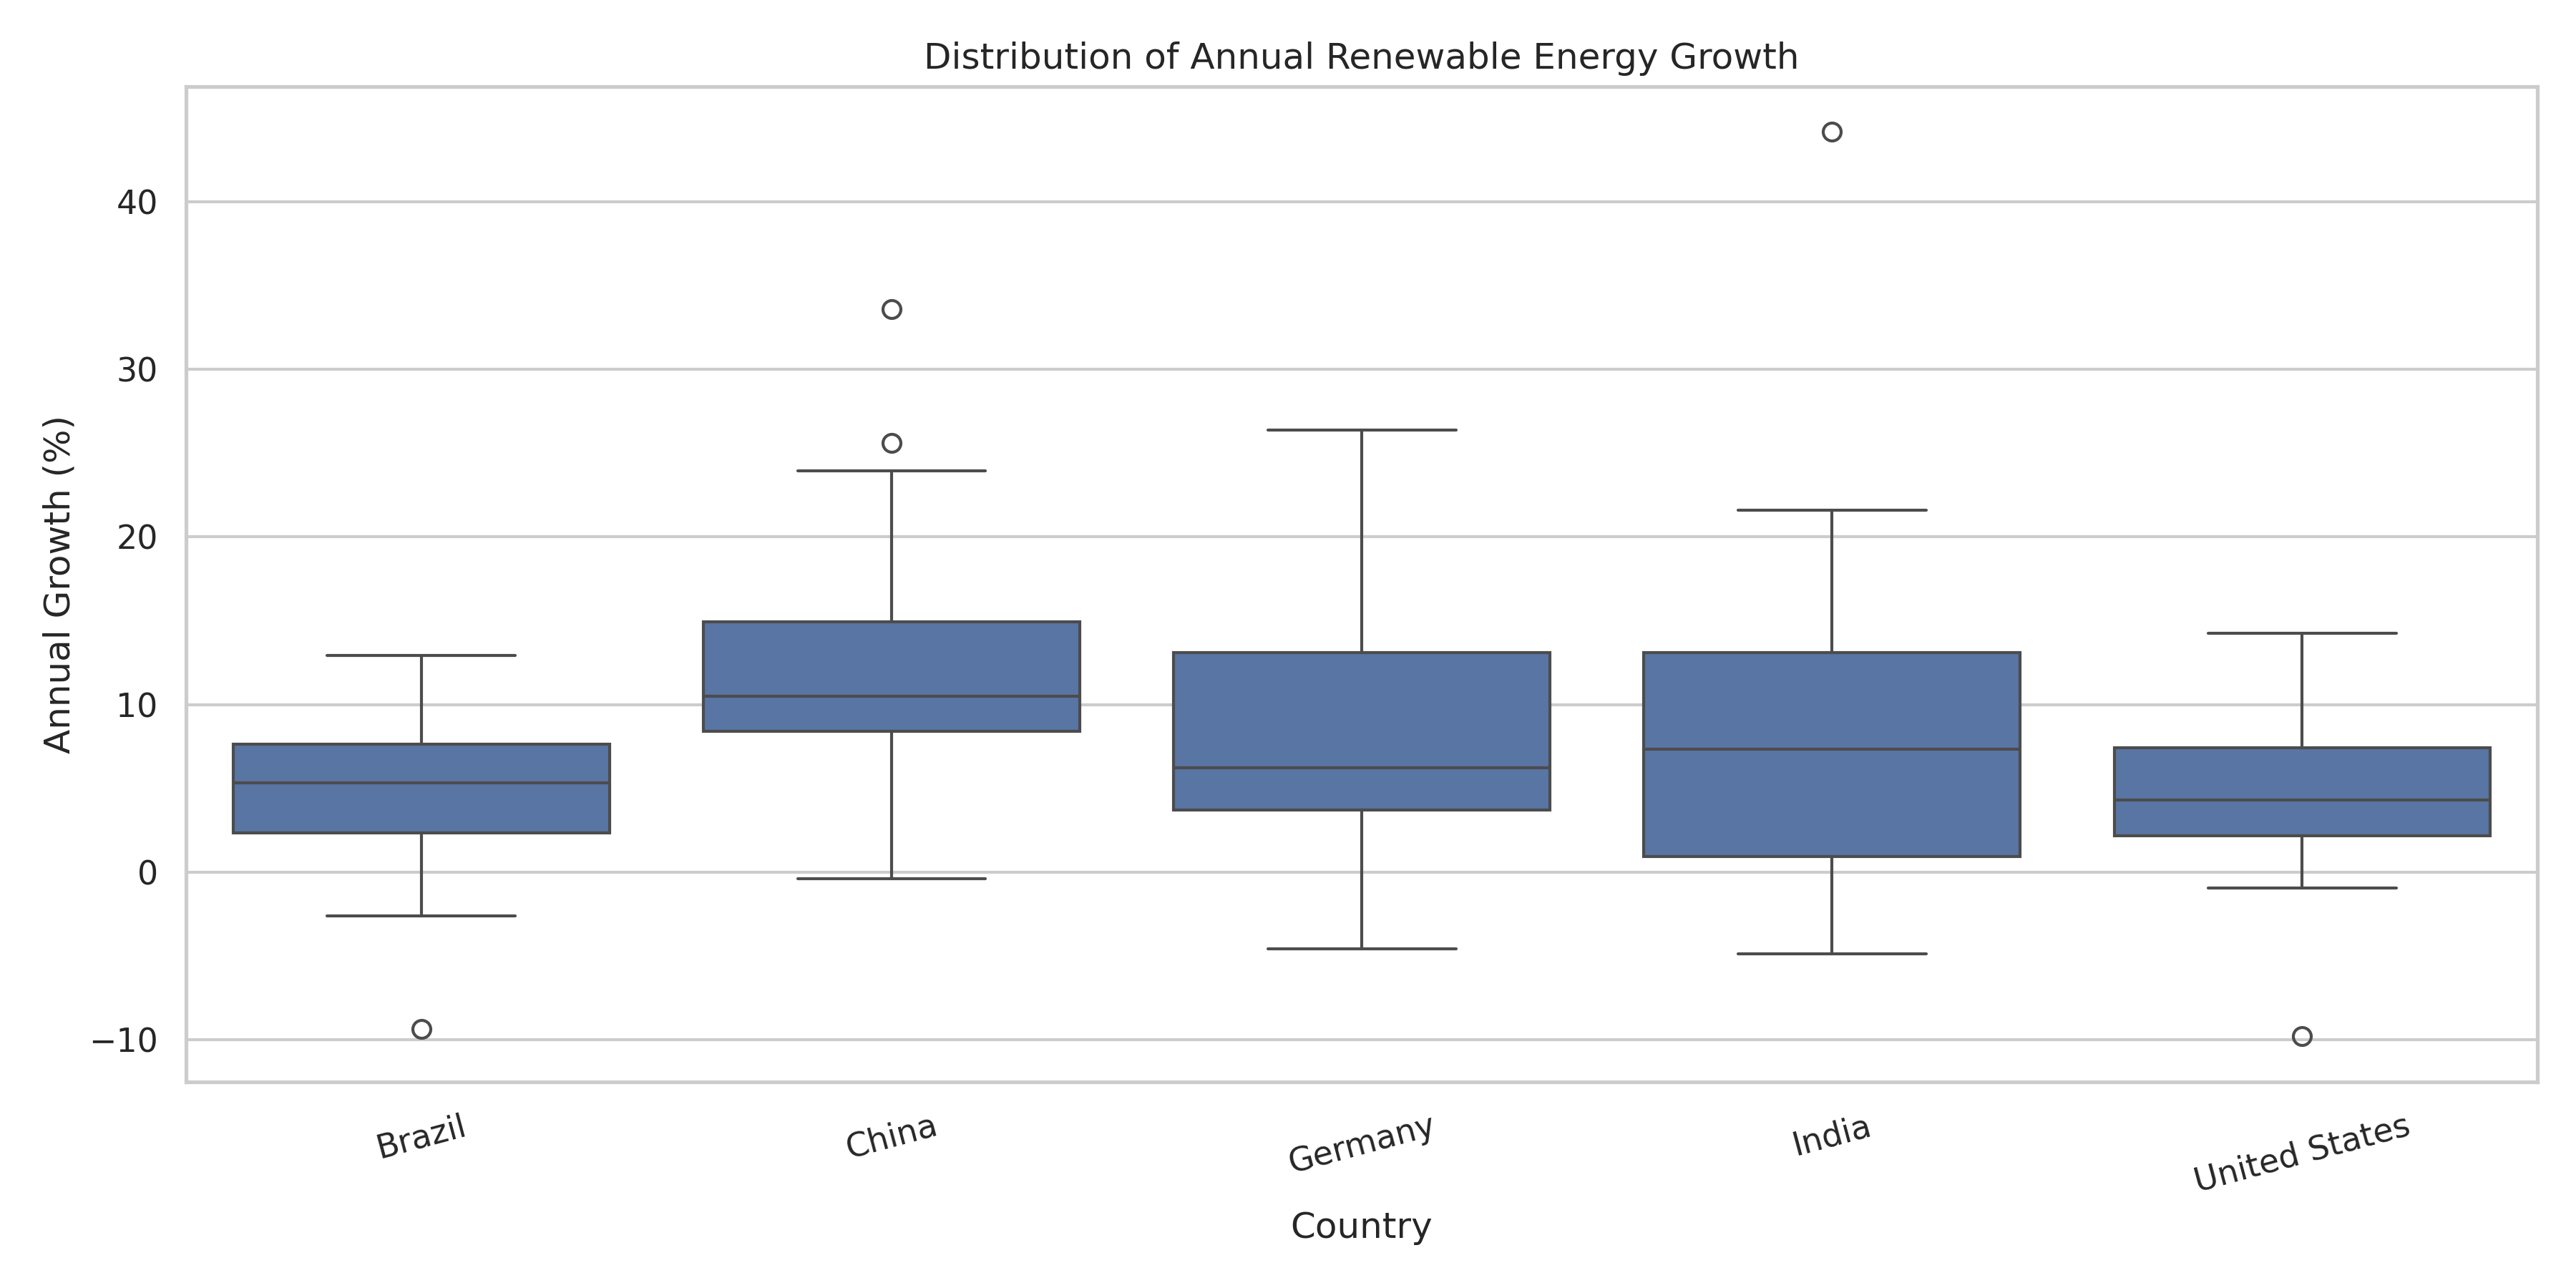 Distribution of Annual Renewable Energy Growth
Annual Growth (%)
40
30
20
10
0
−10
Brazil
China
Germany
India
United States
Country